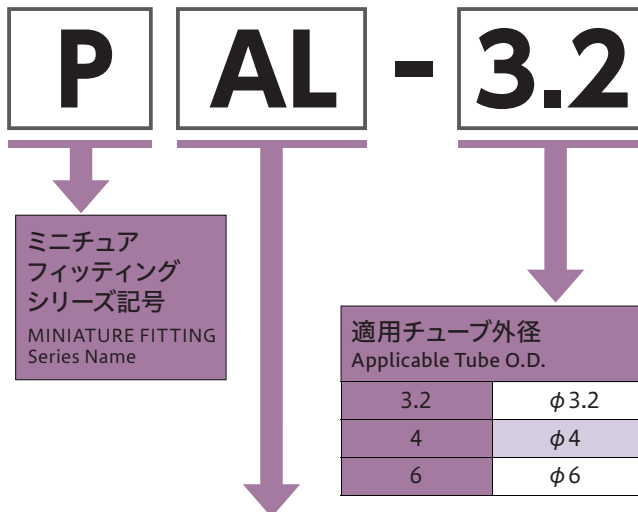 P AL - 3.2
ミニチュア
フィッティング
シリーズ記号
MINIATURE FITTING
Series Name
適用チューブ外径
Applicable Tube O.D.
3.2 φ3.2
4 φ4
6 φ6